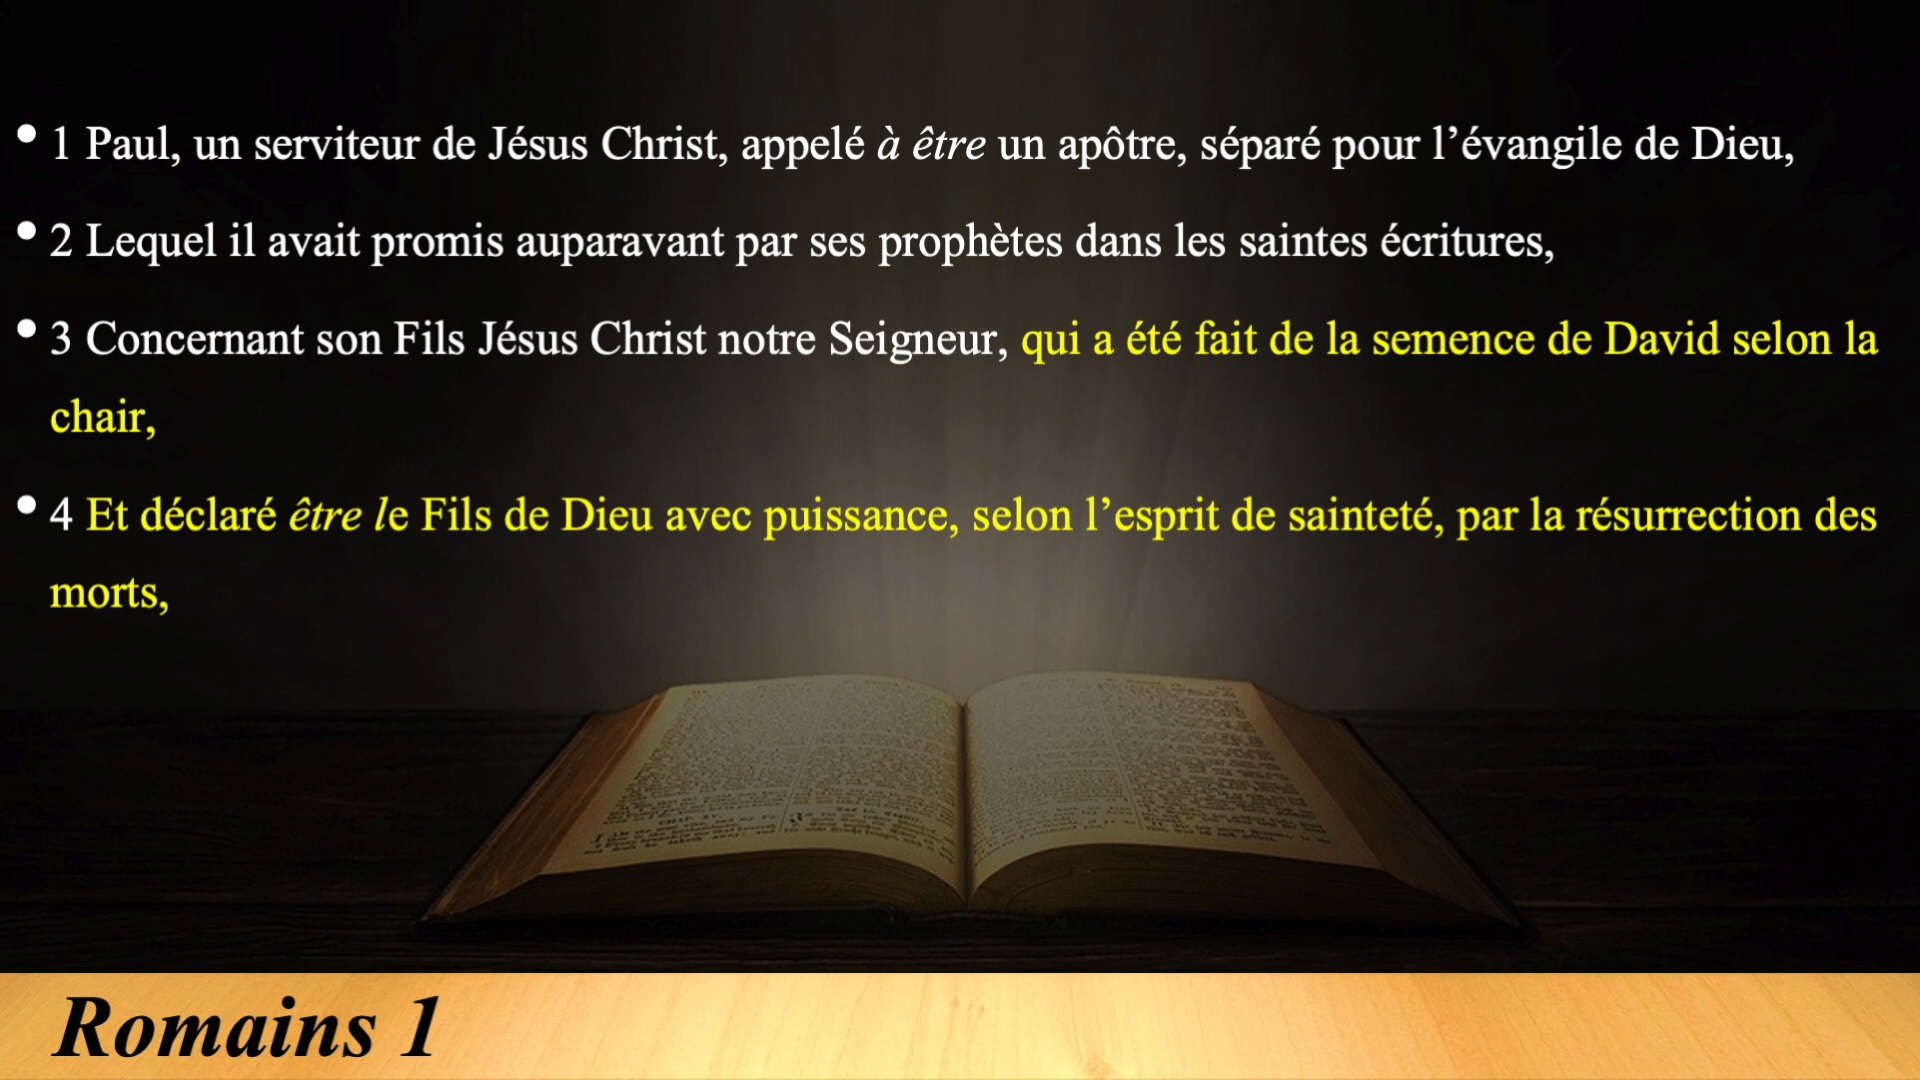 • 1 Paul, un serviteur de Jésus Christ, appelé à être un apôtre, séparé pour l’évangile de Dieu,
• 2 Lequel il avait promis auparavant par ses prophètes dans les saintes écritures,
• 3 Concernant son Fils Jésus Christ notre Seigneur, qui a été fait de la semence de David selon la
chair,
• 4 Et déclaré être le Fils de Dieu avec puissance, selon l’esprit de sainteté, par la résurrection des
morts,
Romains 1